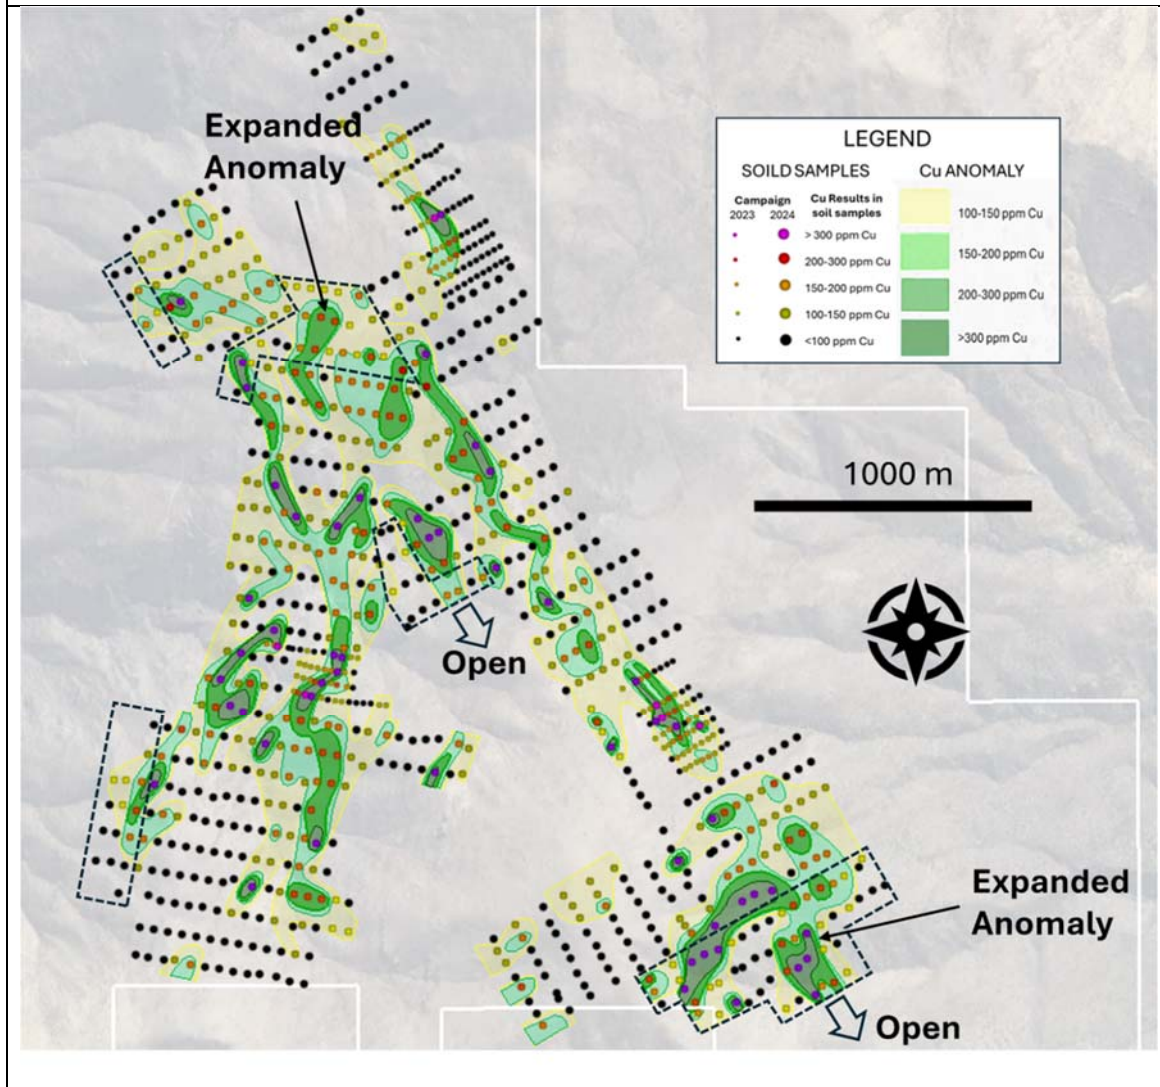 Expanded
Anomaly
LEGEND
SOILD SAMPLES
Cu ANOMALY
Campaign
2023 2024
Cu Results in
soil samples
> 300 ppm Cu
200-300 ppm Cu
150-200 ppm Cu
100-150 ppm Cu
<100 ppm Cu
100-150 ppm Cu
150-200 ppm Cu
200-300 ppm Cu
>300 ppm Cu
1000 m
Open
Expanded
Anomaly
Open